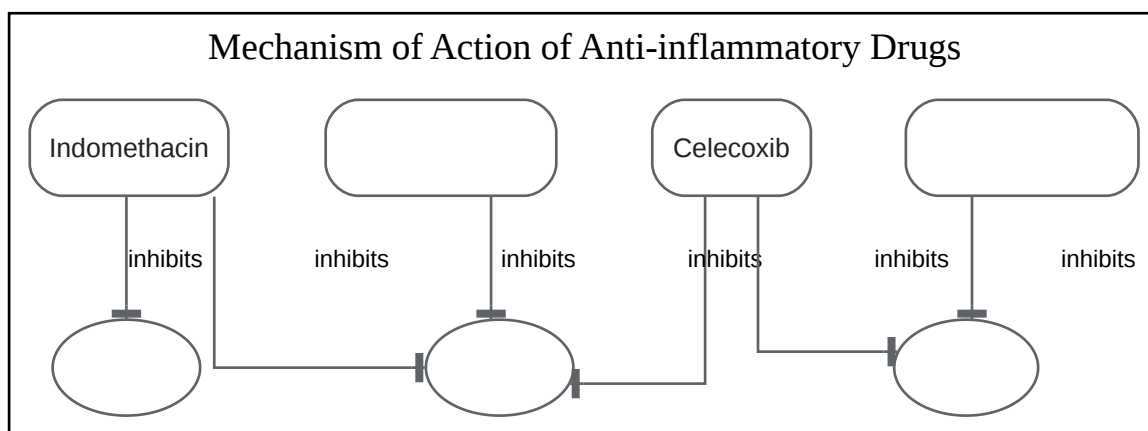 Mechanism of Action of Anti-inflammatory Drugs
Indomethacin
Celecoxib
inhibits
inhibits
inhibits
inhibits
inhibits
inhibits